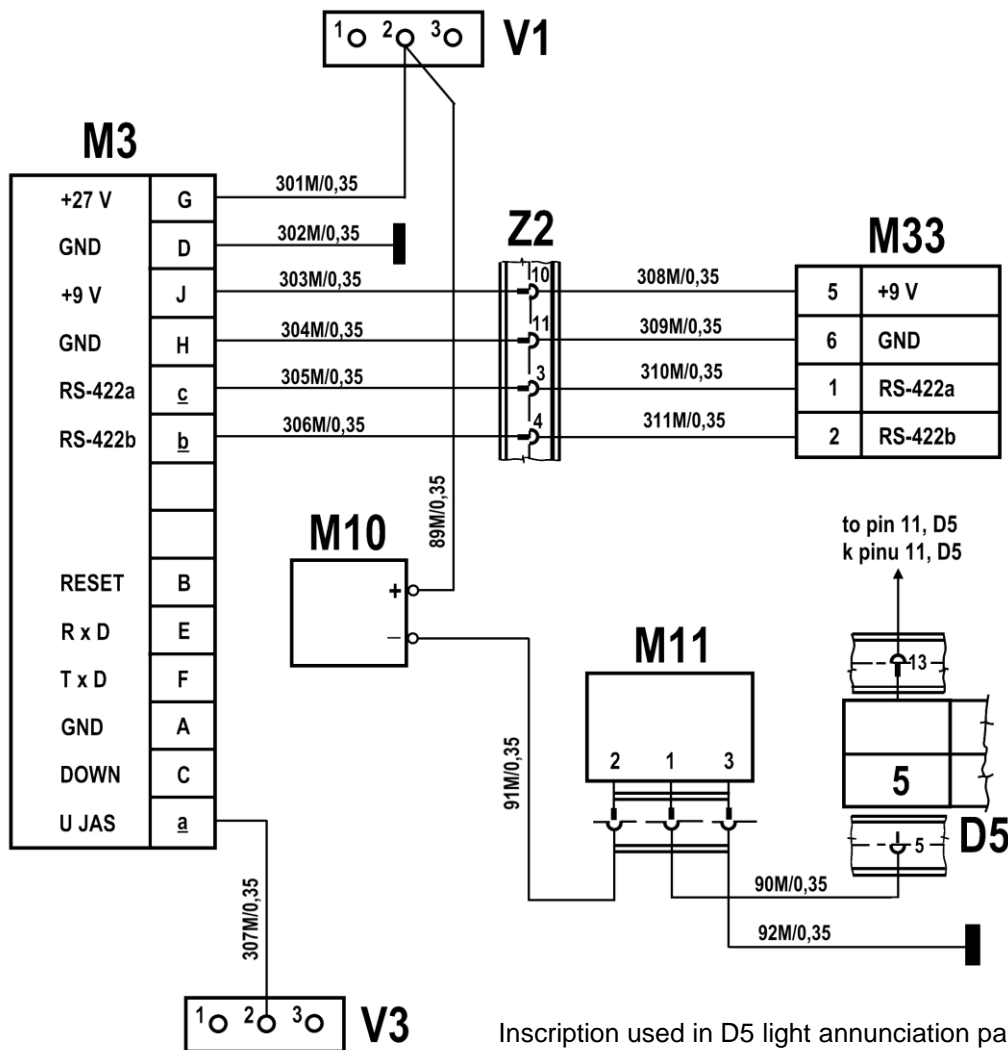 1 2 3 V1
M3
+27 V G 301M/0,35
GND D 302M/0,35
+9 V J 303M/0,35
GND H 304M/0,35
RS-422a c 305M/0,35
RS-422b b 306M/0,35
RESET B
R x D E
T x D F
GND A
DOWN C
U JAS a
Z2
10
11
3
4
308M/0,35
309M/0,35
310M/0,35
311M/0,35
M33
5 +9 V
6 GND
1 RS-422a
2 RS-422b
M10
+
–
89M/0,35
91M/0,35
M11
2 1 3
to pin 11, D5
k pinu 11, D5
13
5
D5
5
90M/0,35
92M/0,35
307M/0,35
1 2 3 V3
Inscription used in D5 light annunciation pa